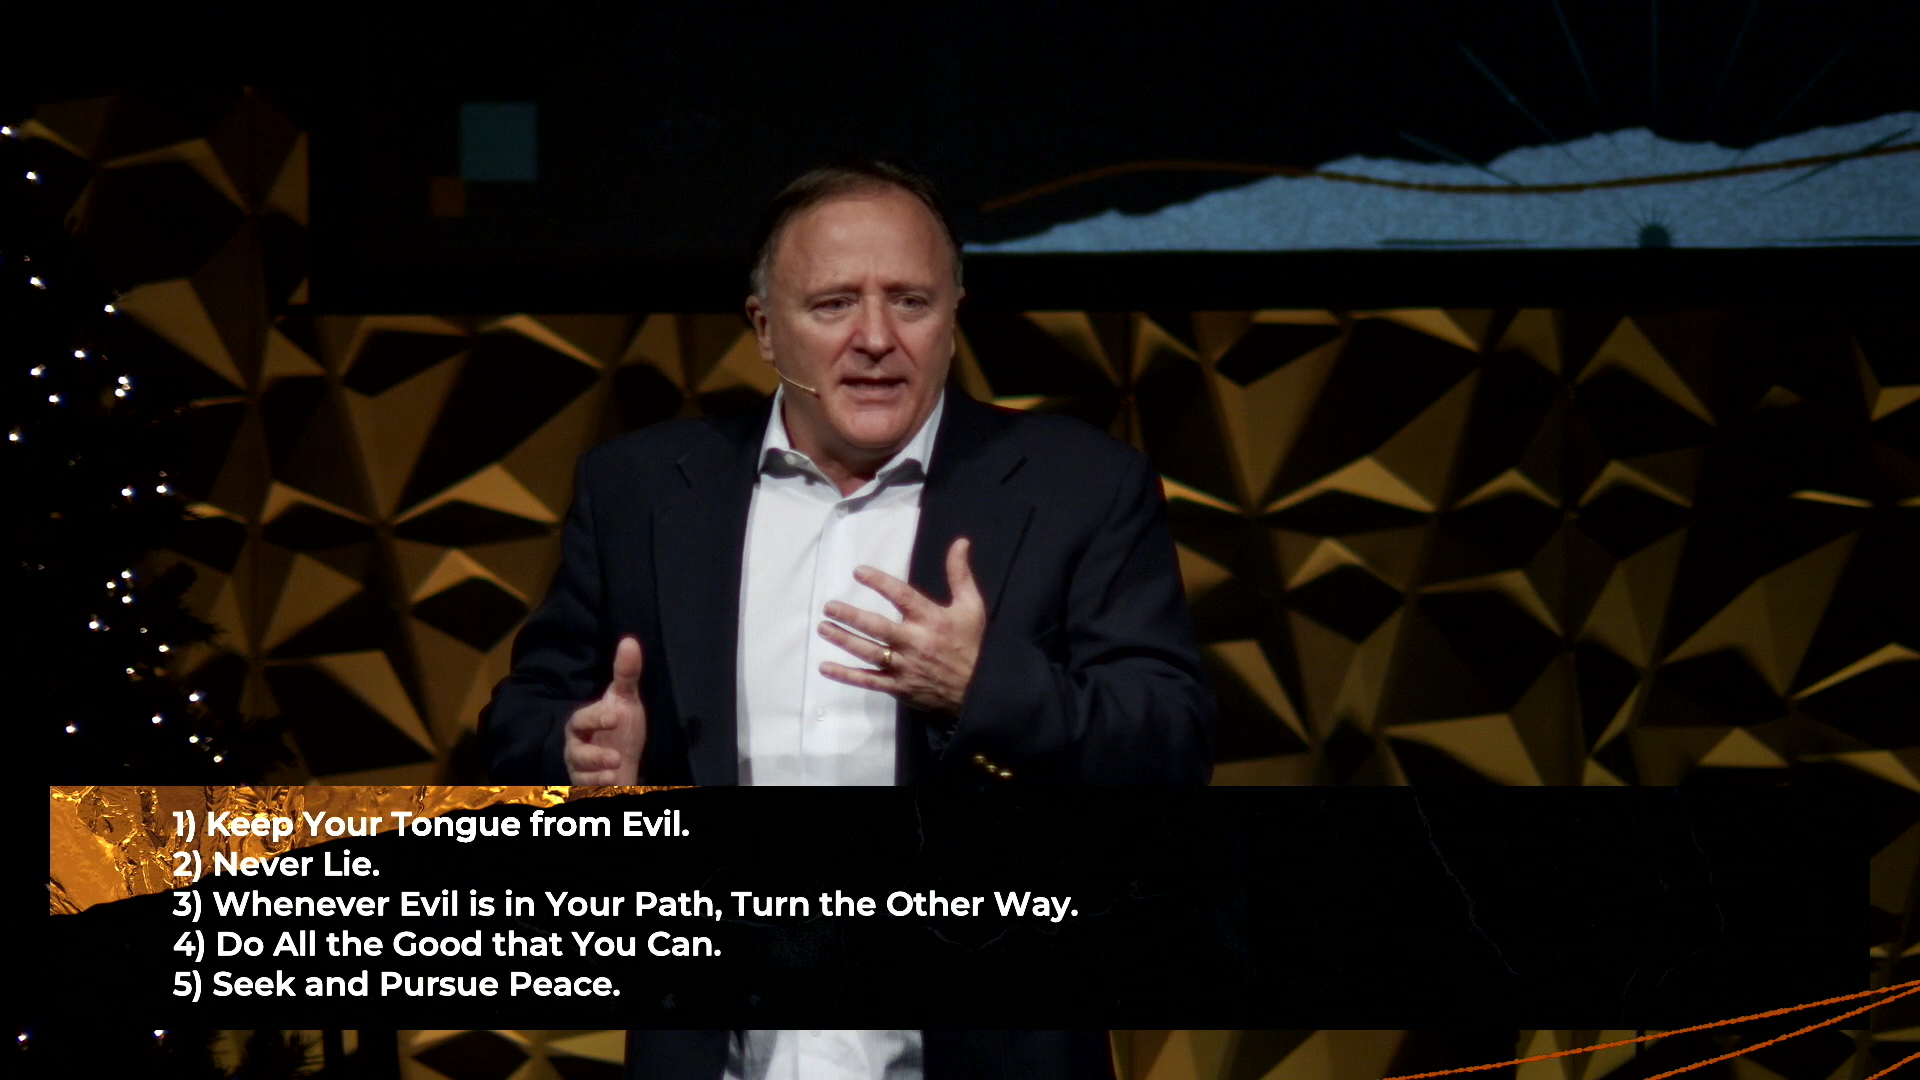 1) Keep Your Tongue from Evil.
2) Never Lie.
3) Whenever Evil is in Your Path, Turn the Other Way.
4) Do All the Good that You Can.
5) Seek and Pursue Peace.